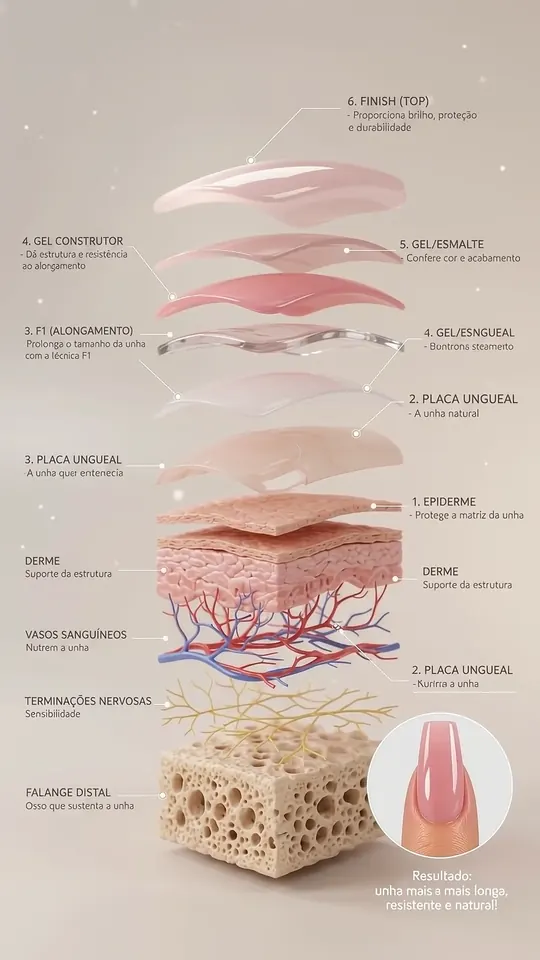 6. FINISH (TOP)
- Proporciona brilho, proteção
e durabilidade
4. GEL CONSTRUTOR
- Dá estrutura e resistência
ao alongamento
5. GEL/ESMALTE
- Confere cor e acabamento
3. F1 (ALONGAMENTO)
Prolonga o tamanho da unha
com a técnica F1
4. GEL/ESNGUEAL
- Buntrons steamento
2. PLACA UNGUEAL
- A unha natural
3. PLACA UNGUEAL
A unha quer entenecia
1. EPIDERME
- Protege a matriz da unha
DERME
Suporte da estrutura
DERME
Suporte da estrutura
VASOS SANGUÍNEOS
Nutrem a unha
2. PLACA UNGUEAL
- a unha
TERMINAÇÕES NERVOSAS
Sensibilidade
FALANGE DISTAL
Osso que sustenta a unha
Resultado:
unha mais a mais longa,
resistente e natural!